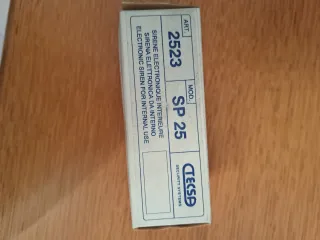 ART.
2523
MOD.
SP 25
SIRENE ELECTRONIQUE INTERIEURE
SIRENA ELETTRONICA DA INTERNO
ELECTRONIC SIREN FOR INTERNAL USE
TECSA
SECURITY SYSTEMS